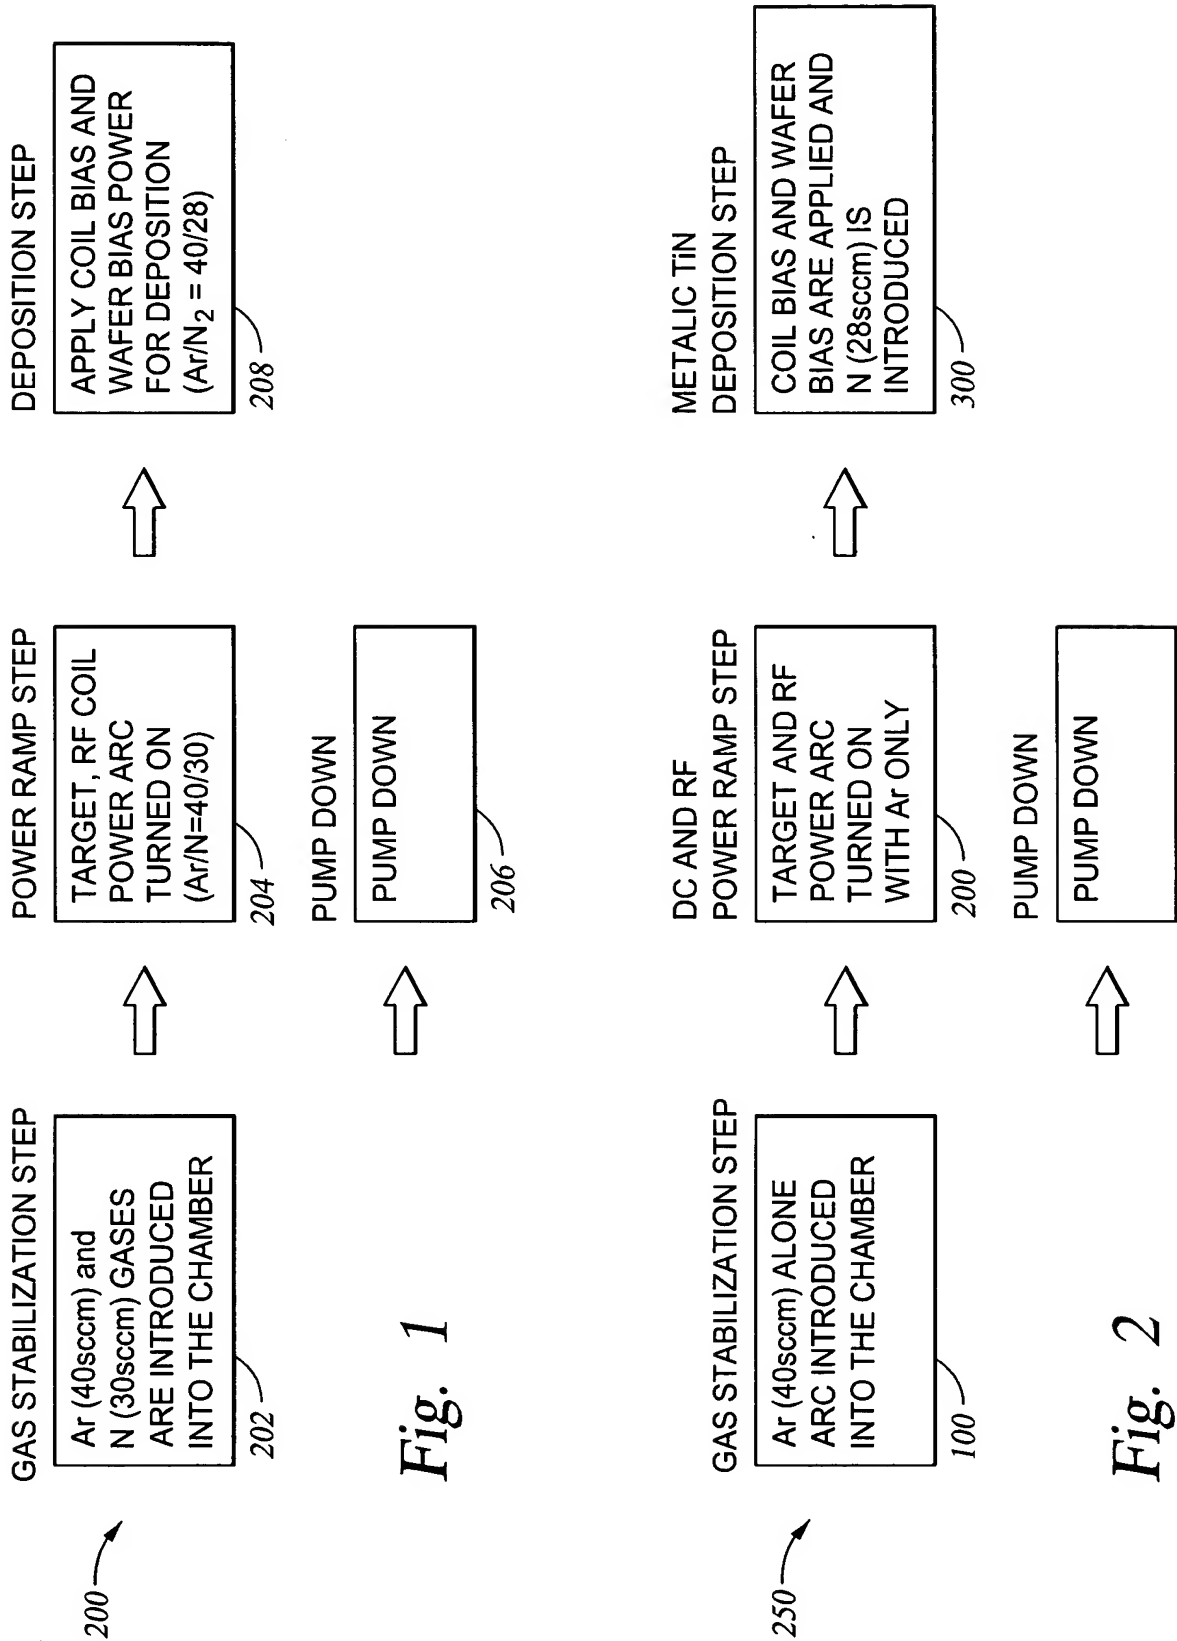 GAS STABILIZATION STEP
Ar (40sccm) and
N (30sccm) GASES
ARE INTRODUCED
INTO THE CHAMBER
202
200
POWER RAMP STEP
TARGET, RF COIL
POWER ARC
TURNED ON
(Ar/N=40/30)
204
PUMP DOWN
PUMP DOWN
206
DEPOSITION STEP
APPLY COIL BIAS AND
WAFER BIAS POWER
FOR DEPOSITION
(Ar/N₂ = 40/28)
208
Fig. 1
GAS STABILIZATION STEP
Ar (40sccm) ALONE
ARC INTRODUCED
INTO THE CHAMBER
100
250
DC AND RF
POWER RAMP STEP
TARGET AND RF
POWER ARC
TURNED ON
WITH Ar ONLY
200
PUMP DOWN
PUMP DOWN
METALIC TiN
DEPOSITION STEP
COIL BIAS AND WAFER
BIAS ARE APPLIED AND
N (28sccm) IS
INTRODUCED
300
Fig. 2